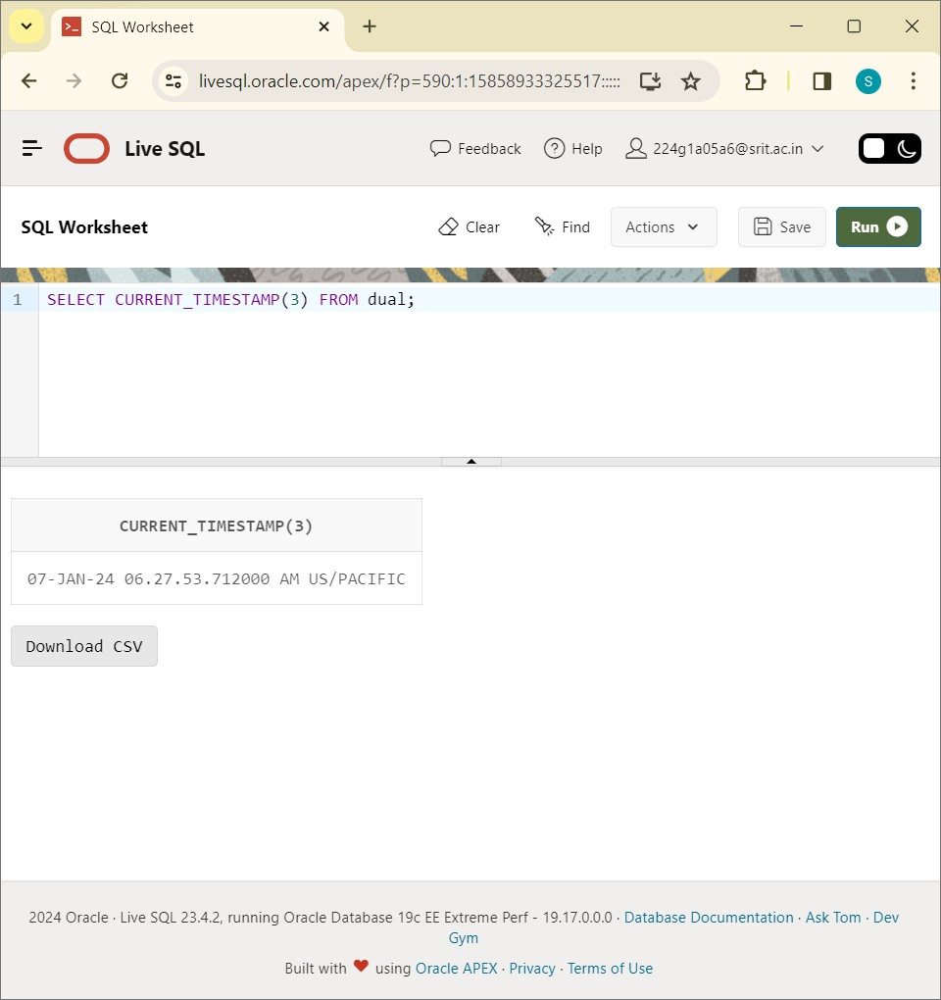 SQL Worksheet
livesql.oracle.com/apex/f?p=590:1:15858933325517:::::
S
Live SQL
Feedback
Help
224g1a05a6@srit.ac.in
SQL Worksheet
Clear
Find
Actions
Save
Run
1 SELECT CURRENT_TIMESTAMP(3) FROM dual;
CURRENT_TIMESTAMP(3)
07-JAN-24 06.27.53.712000 AM US/PACIFIC
Download CSV
2024 Oracle · Live SQL 23.4.2, running Oracle Database 19c EE Extreme Perf - 19.17.0.0.0 · Database Documentation · Ask Tom · Dev
Gym
Built with ❤ using Oracle APEX · Privacy · Terms of Use